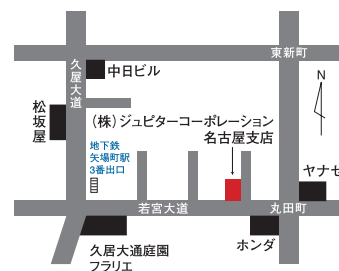 東新町
中日ビル
久屋大道
N
松坂屋
(株)ジュピターコーポレーション
名古屋支店
地下鉄
矢場町駅
3番出口
ヤナセ
若宮大道
丸田町
久居大通庭園
フラリエ
ホンダ